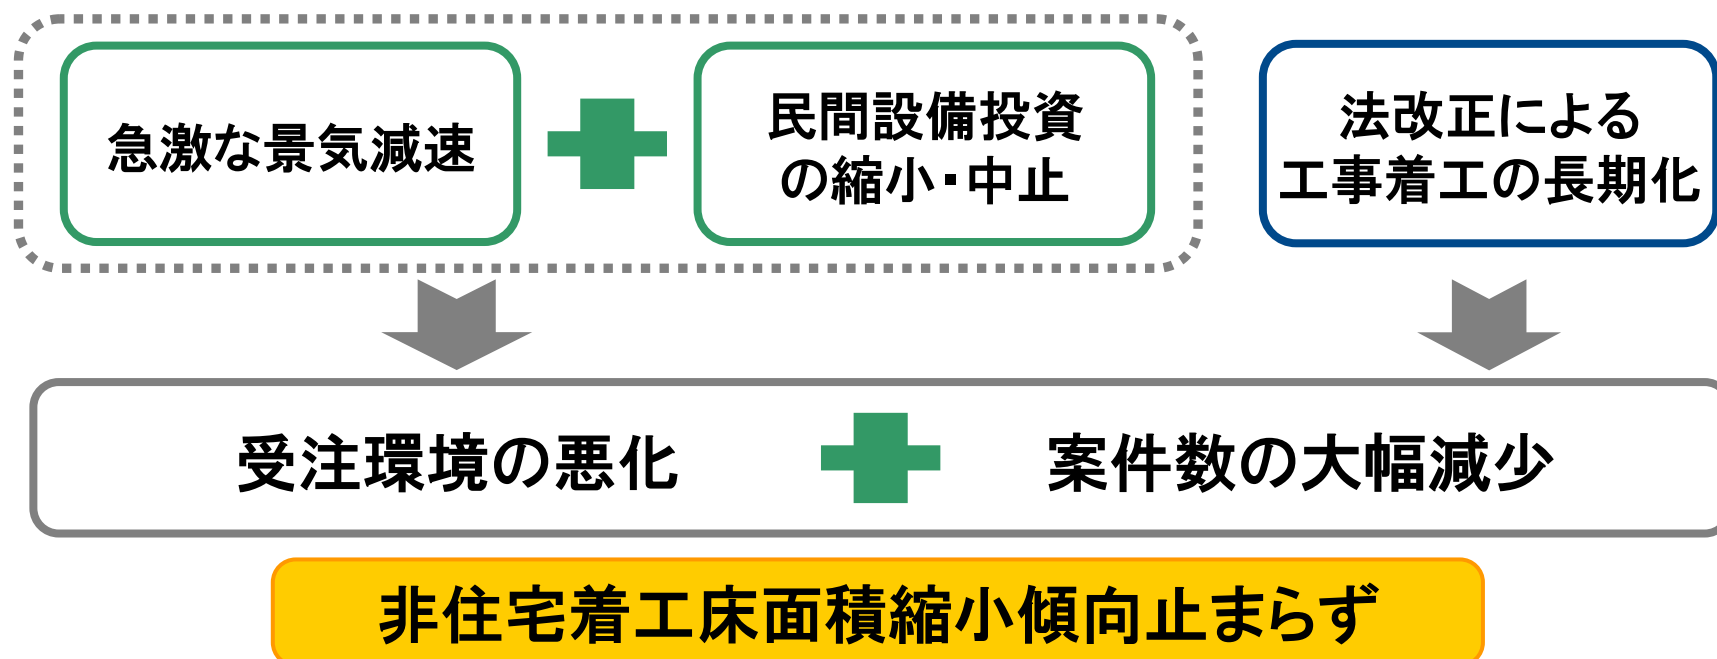 急激な景気減速
民間設備投資
の縮小・中止
法改正による
工事着工の長期化
受注環境の悪化
案件数の大幅減少
非住宅着工床面積縮小傾向止まらず